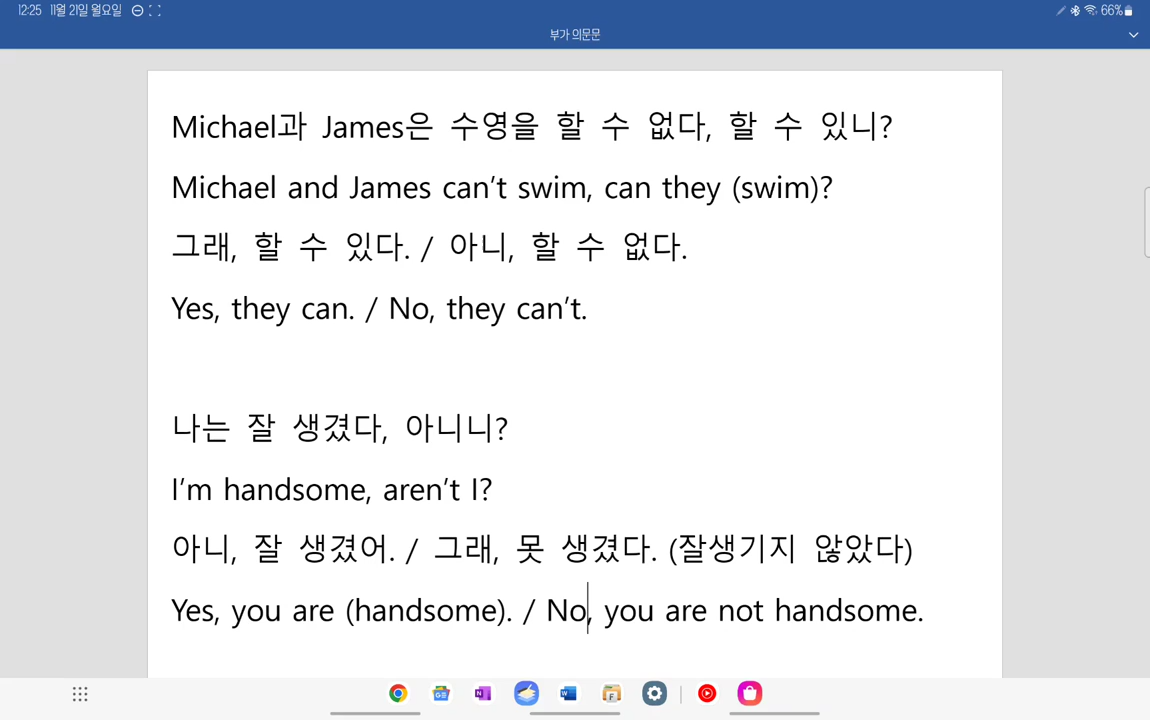 12:25 11월 21일 월요일
66%
부가 의문문
Michael과 James은 수영을 할 수 없다, 할 수 있니?
Michael and James can't swim, can they (swim)?
그래, 할 수 있다. / 아니, 할 수 없다.
Yes, they can. / No, they can't.
나는 잘 생겼다, 아니니?
I'm handsome, aren't I?
아니, 잘 생겼어. / 그래, 못 생겼다. (잘생기지 않았다)
Yes, you are (handsome). / No, you are not handsome.